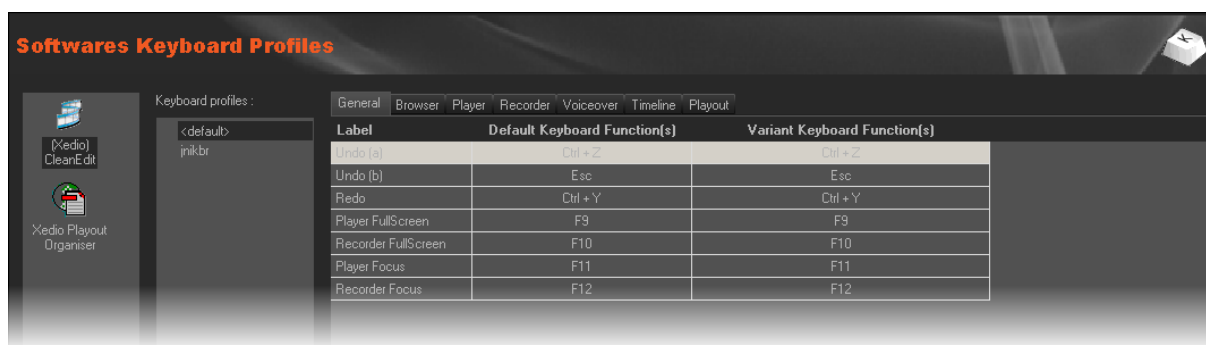 Softwares Keyboard Profiles
K
(Xedio)
CleanEdit
Xedio Playout
Organiser
Keyboard profiles :
<default>
jnikbr
General Browser Player Recorder Voiceover Timeline Playout
Label Default Keyboard Function(s) Variant Keyboard Function(s)
Undo (a) Ctrl + Z Ctrl + Z
Undo (b) Esc Esc
Redo Ctrl + Y Ctrl + Y
Player FullScreen F9 F9
Recorder FullScreen F10 F10
Player Focus F11 F11
Recorder Focus F12 F12